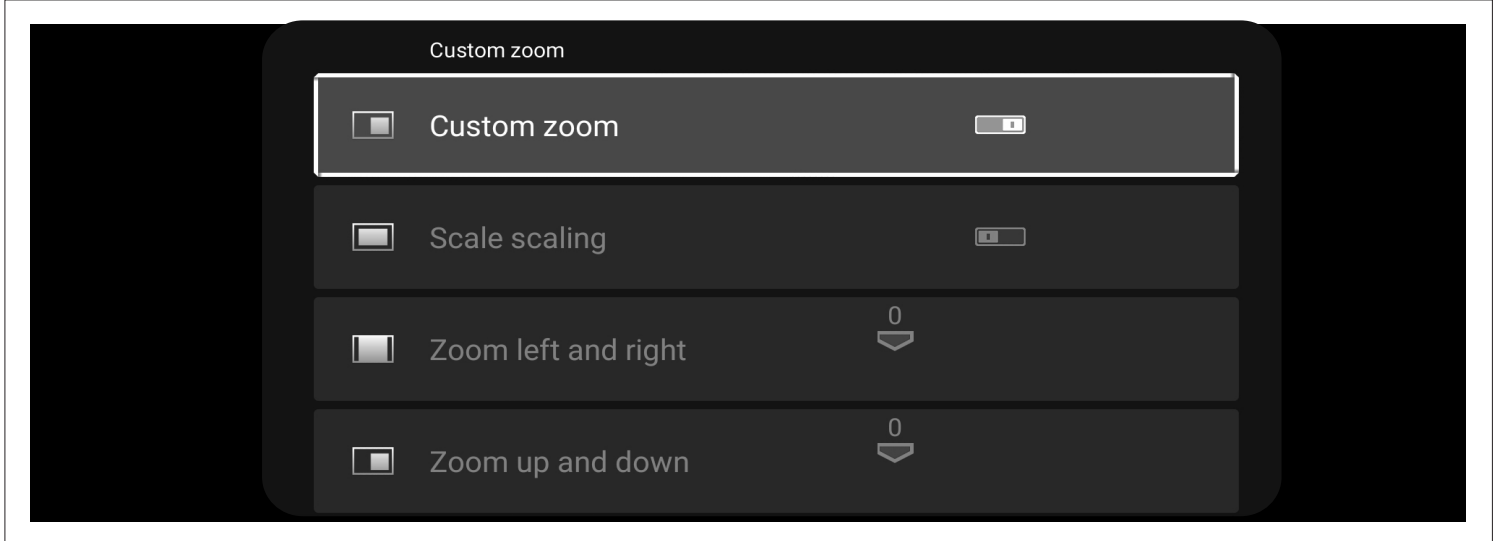 Custom zoom
Custom zoom
Scale scaling
0
Zoom left and right
0
Zoom up and down